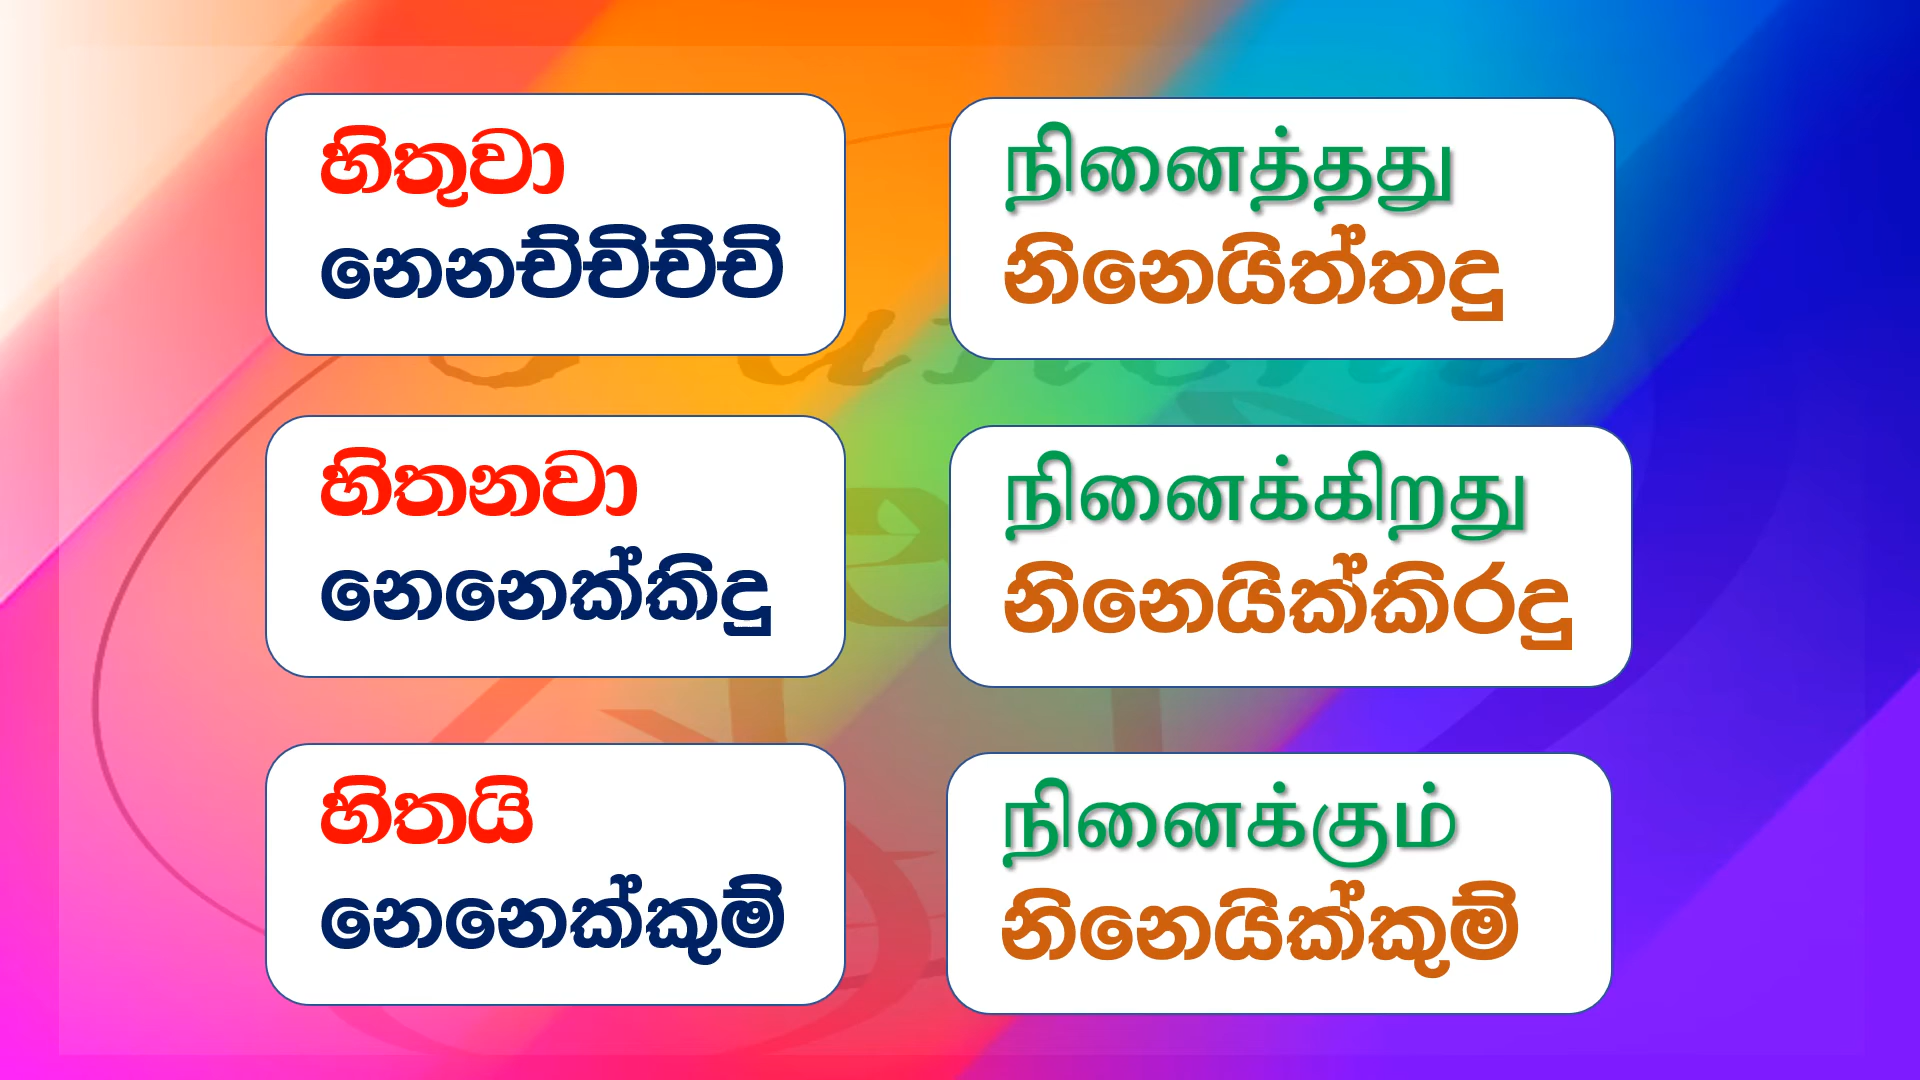 හිතුවා
නෙනච්චිච්චි
நினைத்தது
නිනෙයිත්තදු
හිතනවා
නෙනෙක්කිදු
நினைக்கிறது
නිනෙයික්කිරදු
හිතයි
නෙනෙක්කුම්
நினைக்கும்
නිනෙයික්කුම්